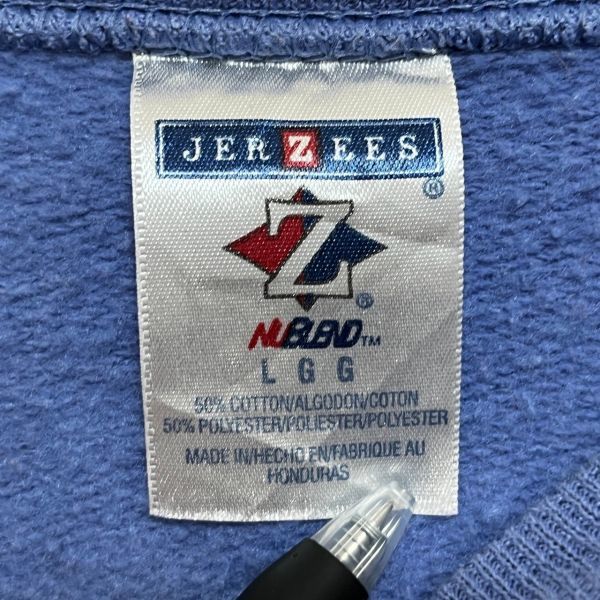 JERZEES®
Z®
NUBLEND™
L G G
50% COTTON/ALGODON/COTON
50% POLYESTER/POLIESTER/POLYESTER
MADE IN/HECHO EN/FABRIQUE AU
HONDURAS